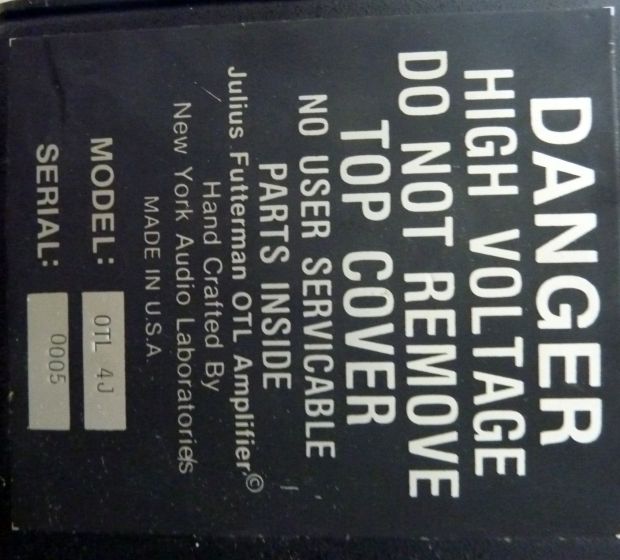 DANGER
HIGH VOLTAGE
DO NOT REMOVE
TOP COVER
NO USER SERVICABLE
PARTS INSIDE
Julius Futterman OTL Amplifier©
Hand Crafted By
New York Audio Laboratories
MADE IN U.S.A.
MODEL: OTL 4J
SERIAL: 0005